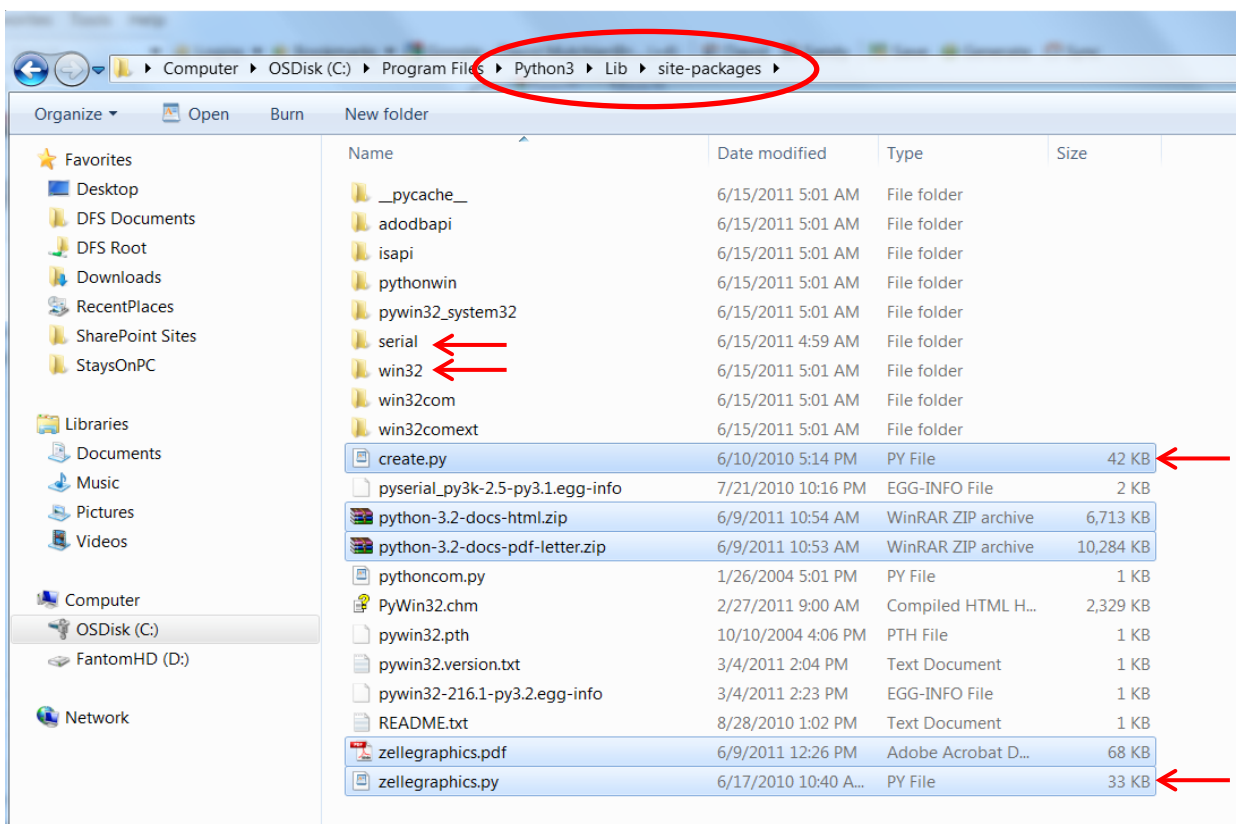 Tools Help
Computer OSDisk (C:) Program Files Python3 Lib site-packages
Organize Open Burn New folder
Favorites
Desktop
DFS Documents
DFS Root
Downloads
RecentPlaces
SharePoint Sites
StaysOnPC
Libraries
Documents
Music
Pictures
Videos
Computer
OSDisk (C:)
FantomHD (D:)
Network
Name Date modified Type Size
__pycache__ 6/15/2011 5:01 AM File folder
adodbapi 6/15/2011 5:01 AM File folder
isapi 6/15/2011 5:01 AM File folder
pythonwin 6/15/2011 5:01 AM File folder
pywin32_system32 6/15/2011 5:01 AM File folder
serial 6/15/2011 4:59 AM File folder
win32 6/15/2011 5:01 AM File folder
win32com 6/15/2011 5:01 AM File folder
win32comext 6/15/2011 5:01 AM File folder
create.py 6/10/2010 5:14 PM PY File 42 KB
pyserial_py3k-2.5-py3.1.egg-info 7/21/2010 10:16 PM EGG-INFO File 2 KB
python-3.2-docs-html.zip 6/9/2011 10:54 AM WinRAR ZIP archive 6,713 KB
python-3.2-docs-pdf-letter.zip 6/9/2011 10:53 AM WinRAR ZIP archive 10,284 KB
pythoncom.py 1/26/2004 5:01 PM PY File 1 KB
PyWin32.chm 2/27/2011 9:00 AM Compiled HTML H... 2,329 KB
pywin32.pth 10/10/2004 4:06 PM PTH File 1 KB
pywin32.version.txt 3/4/2011 2:04 PM Text Document 1 KB
pywin32-216.1-py3.2.egg-info 3/4/2011 2:23 PM EGG-INFO File 1 KB
README.txt 8/28/2010 1:02 PM Text Document 1 KB
zellegraphics.pdf 6/9/2011 12:26 PM Adobe Acrobat D... 68 KB
zellegraphics.py 6/17/2010 10:40 A... PY File 33 KB